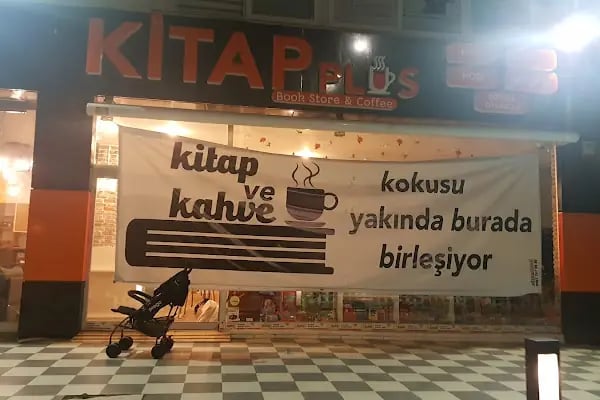 KİTAP PLUS
Book Store & Coffee
kitap
ve
kahve
kokusu
yakında burada
birleşiyor